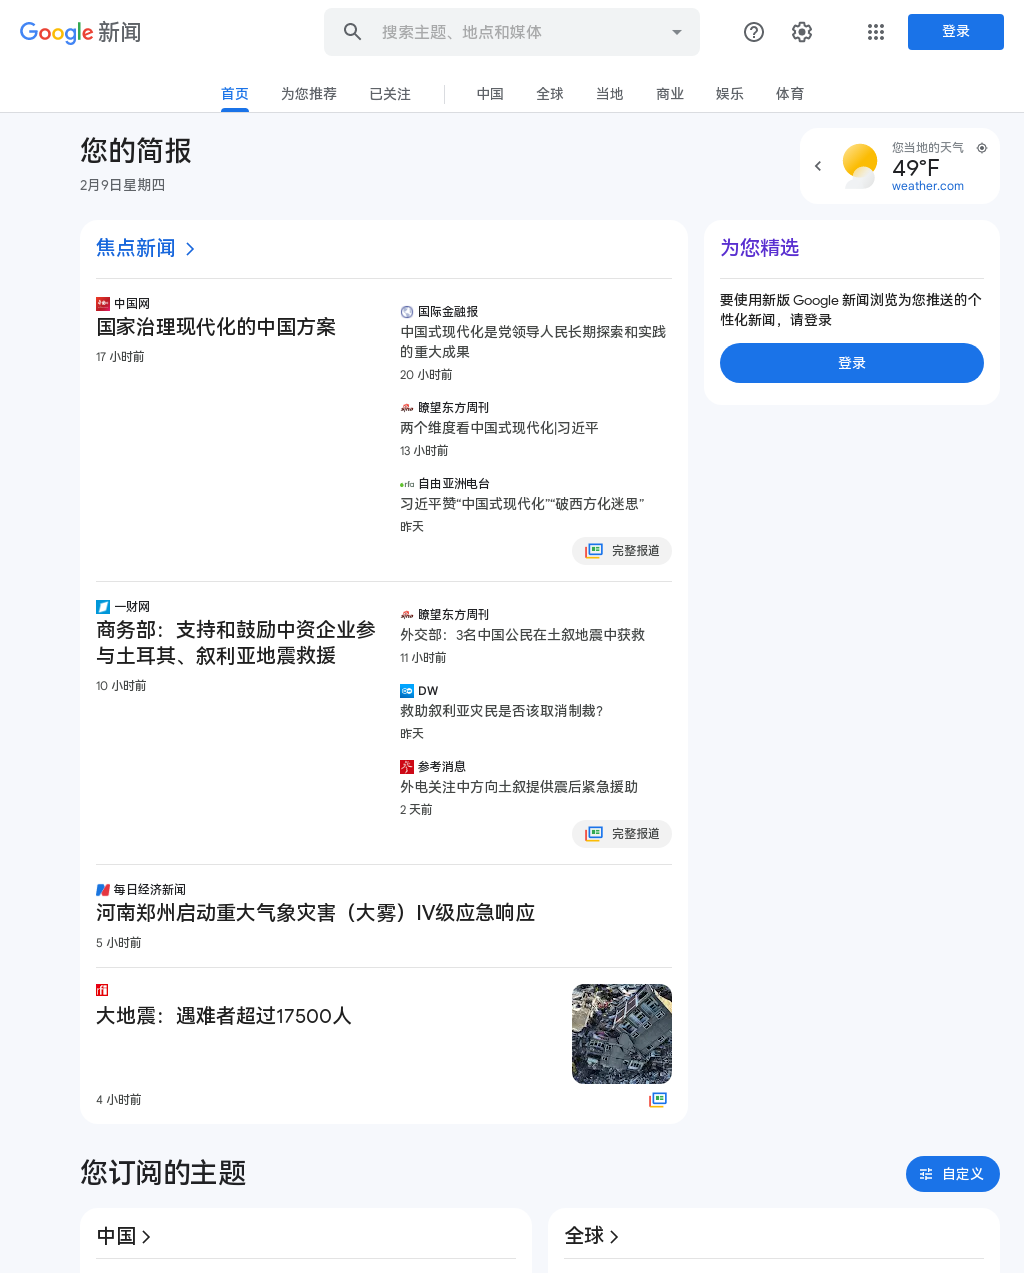 Google 新闻
搜索主题、地点和媒体
登录
首页
为您推荐
已关注
中国
全球
当地
商业
娱乐
体育
您的简报
2月9日星期四
您当地的天气
49°F
weather.com
焦点新闻
中国网
国家治理现代化的中国方案
17 小时前
国际金融报
中国式现代化是党领导人民长期探索和实践
的重大成果
20 小时前
瞭望东方周刊
两个维度看中国式现代化|习近平
13 小时前
自由亚洲电台
习近平赞“中国式现代化”“破西方化迷思”
昨天
完整报道
一财网
商务部：支持和鼓励中资企业参
与土耳其、叙利亚地震救援
10 小时前
瞭望东方周刊
外交部：3名中国公民在土叙地震中获救
11 小时前
DW
救助叙利亚灾民是否该取消制裁?
昨天
参考消息
外电关注中方向土叙提供震后紧急援助
2 天前
完整报道
每日经济新闻
河南郑州启动重大气象灾害（大雾）IV级应急响应
5 小时前
大地震：遇难者超过17500人
4 小时前
为您精选
要使用新版 Google 新闻浏览为您推送的个
性化新闻，请登录
登录
您订阅的主题
自定义
中国
全球